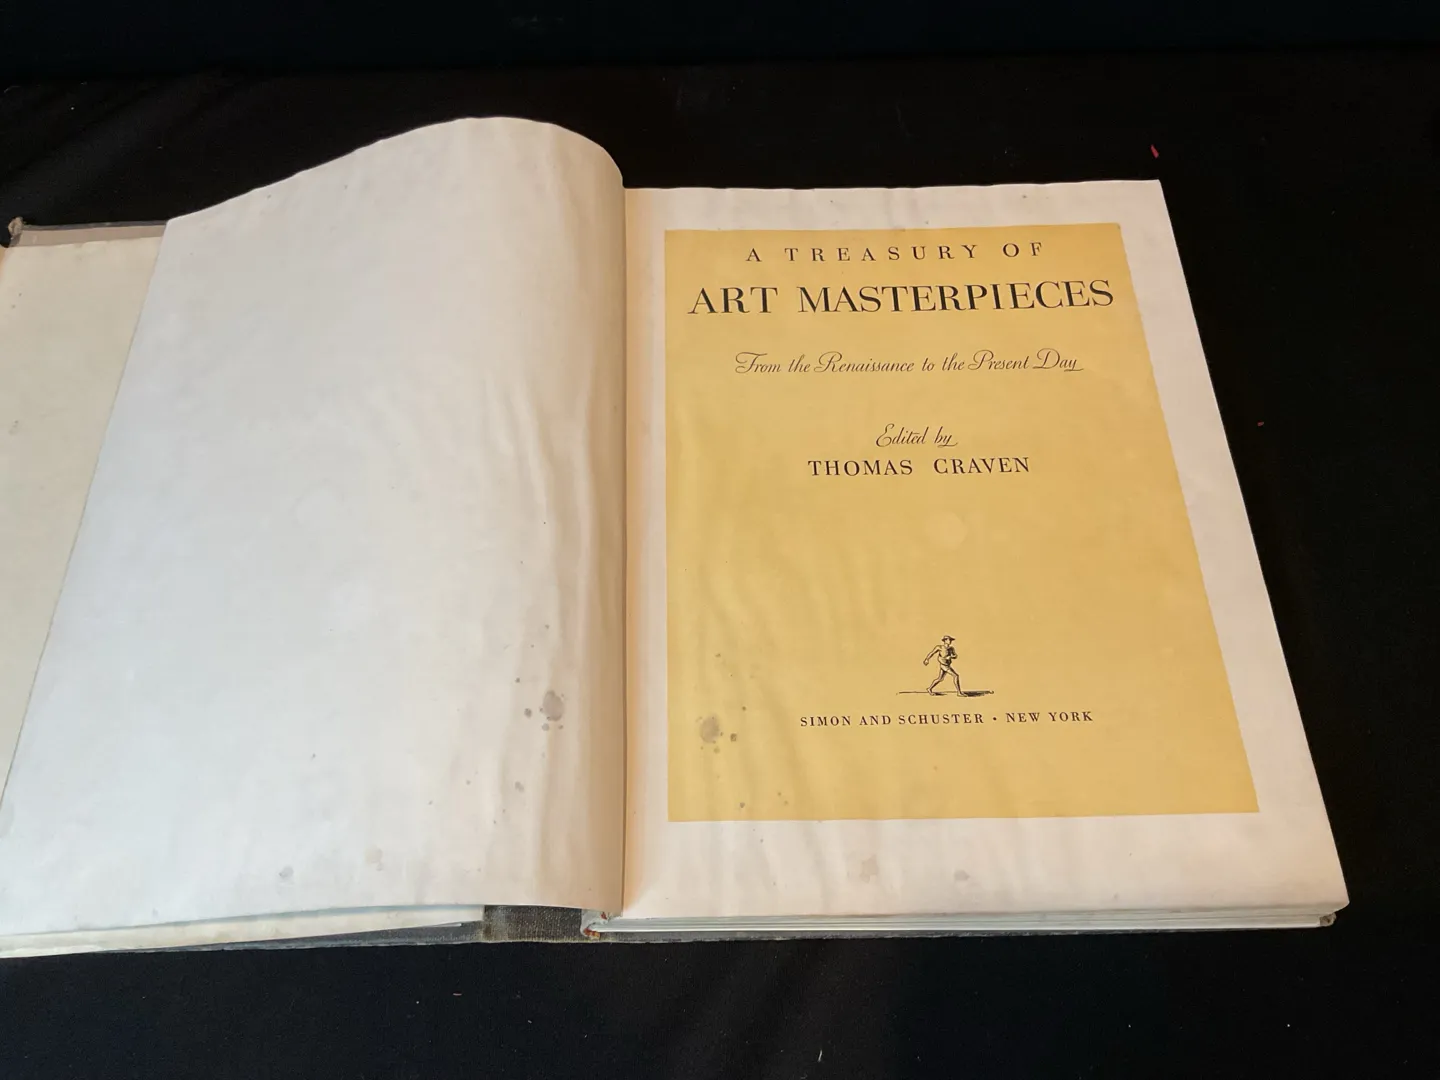 A TREASURY OF
ART MASTERPIECES
From the Renaissance to the Present Day
Edited by
THOMAS CRAVEN
SIMON AND SCHUSTER • NEW YORK